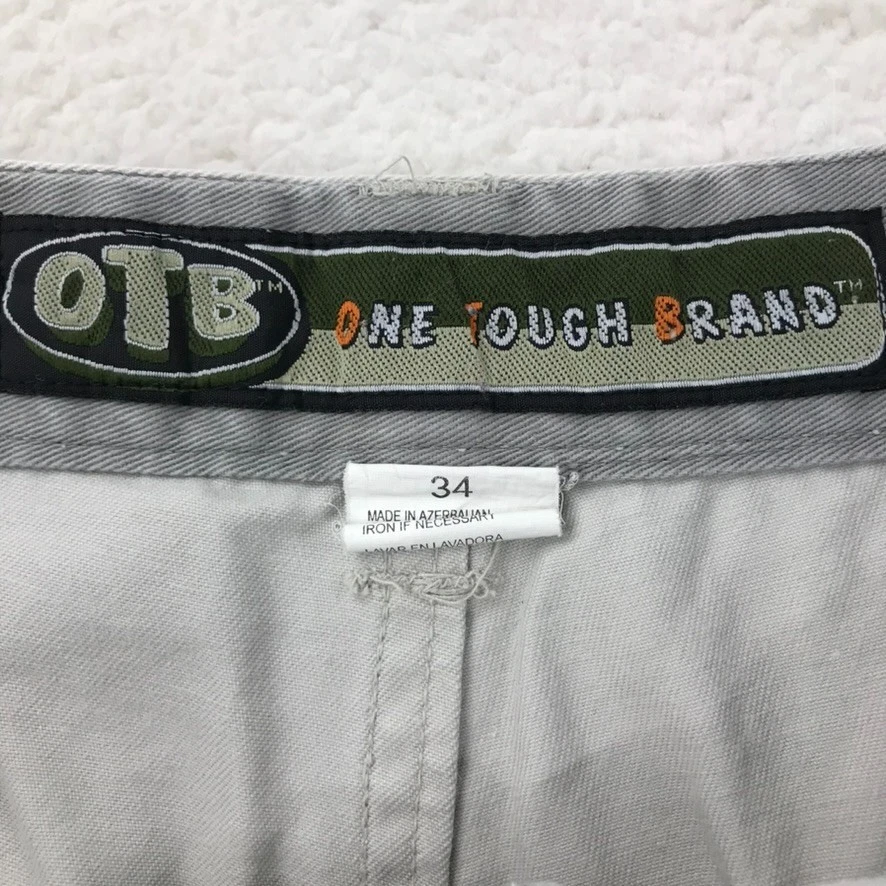 OTB™ ONE TOUGH BRAND™
34
MADE IN AZERBAIJAN
IRON IF NECESSARY
LAVAR EN LAVADORA